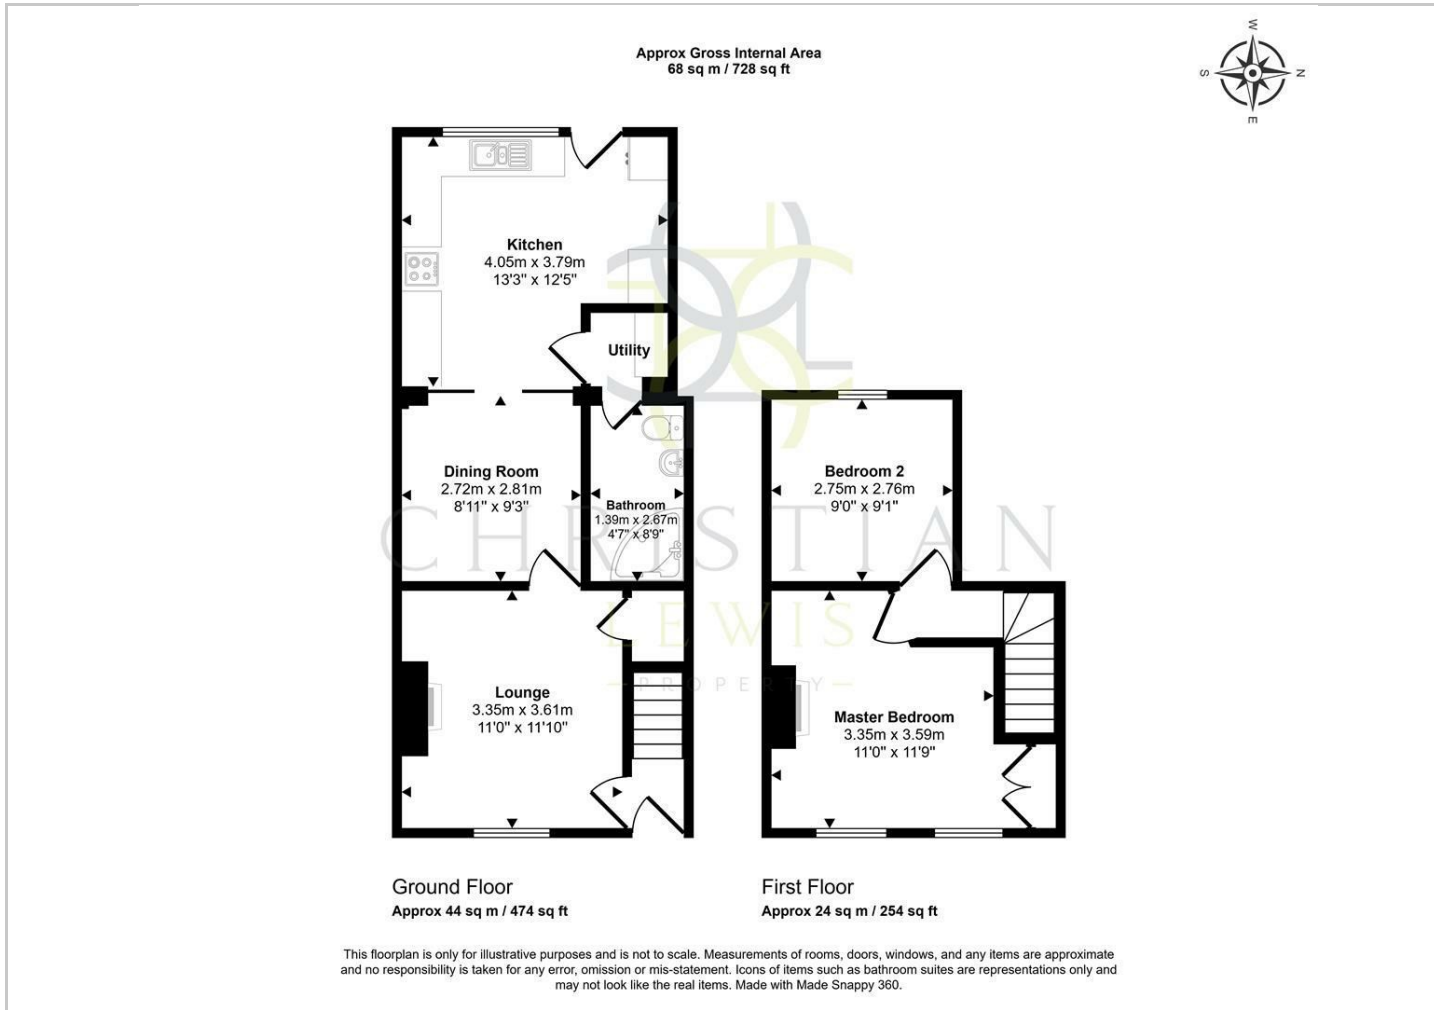 Approx Gross Internal Area
68 sq m / 728 sq ft
W
S
N
E
Kitchen
4.05m x 3.79m
13'3" x 12'5"
Utility
Dining Room
2.72m x 2.81m
8'11" x 9'3"
Bathroom
1.39m x 2.67m
4'7" x 8'9"
Bedroom 2
2.75m x 2.76m
9'0" x 9'1"
CHRISTIAN
LEWIS
PROPERTY
Lounge
3.35m x 3.61m
11'0" x 11'10"
Master Bedroom
3.35m x 3.59m
11'0" x 11'9"
Ground Floor
Approx 44 sq m / 474 sq ft
First Floor
Approx 24 sq m / 254 sq ft
This floorplan is only for illustrative purposes and is not to scale. Measurements of rooms, doors, windows, and any items are approximate
and no responsibility is taken for any error, omission or mis-statement. Icons of items such as bathroom suites are representations only and
may not look like the real items. Made with Made Snappy 360.